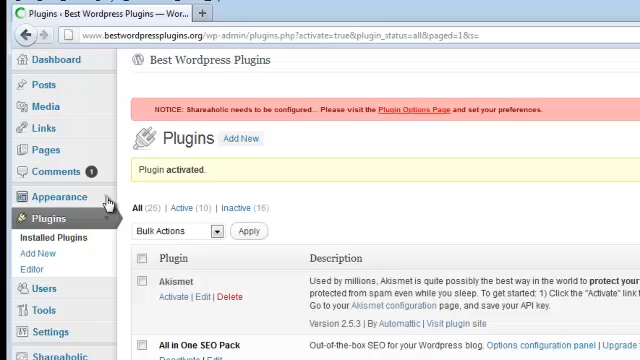 Plugins ‹ Best Wordpress Plugins — Wor...
www.bestwordpressplugins.org/wp-admin/plugins.php?activate=true&plugin_status=all&paged=1&s=
Dashboard
Posts
Media
Links
Pages
Comments 1
Appearance
Plugins
Installed Plugins
Add New
Editor
Users
Tools
Settings
Shareaholic
Best Wordpress Plugins
NOTICE: Shareaholic needs to be configured... Please visit the Plugin Options Page and set your preferences.
Plugins Add New
Plugin activated.
All (26) | Active (10) | Inactive (16)
Bulk Actions Apply
Plugin Description
Akismet
Activate | Edit | Delete
Used by millions, Akismet is quite possibly the best way in the world to protect your
protected from spam even while you sleep. To get started: 1) Click the "Activate" link t
Go to your Akismet configuration page, and save your API key.
Version 2.5.3 | By Automattic | Visit plugin site
All in One SEO Pack
Deactivate | Edit
Out-of-the-box SEO for your Wordpress blog. Options configuration panel | Upgrade